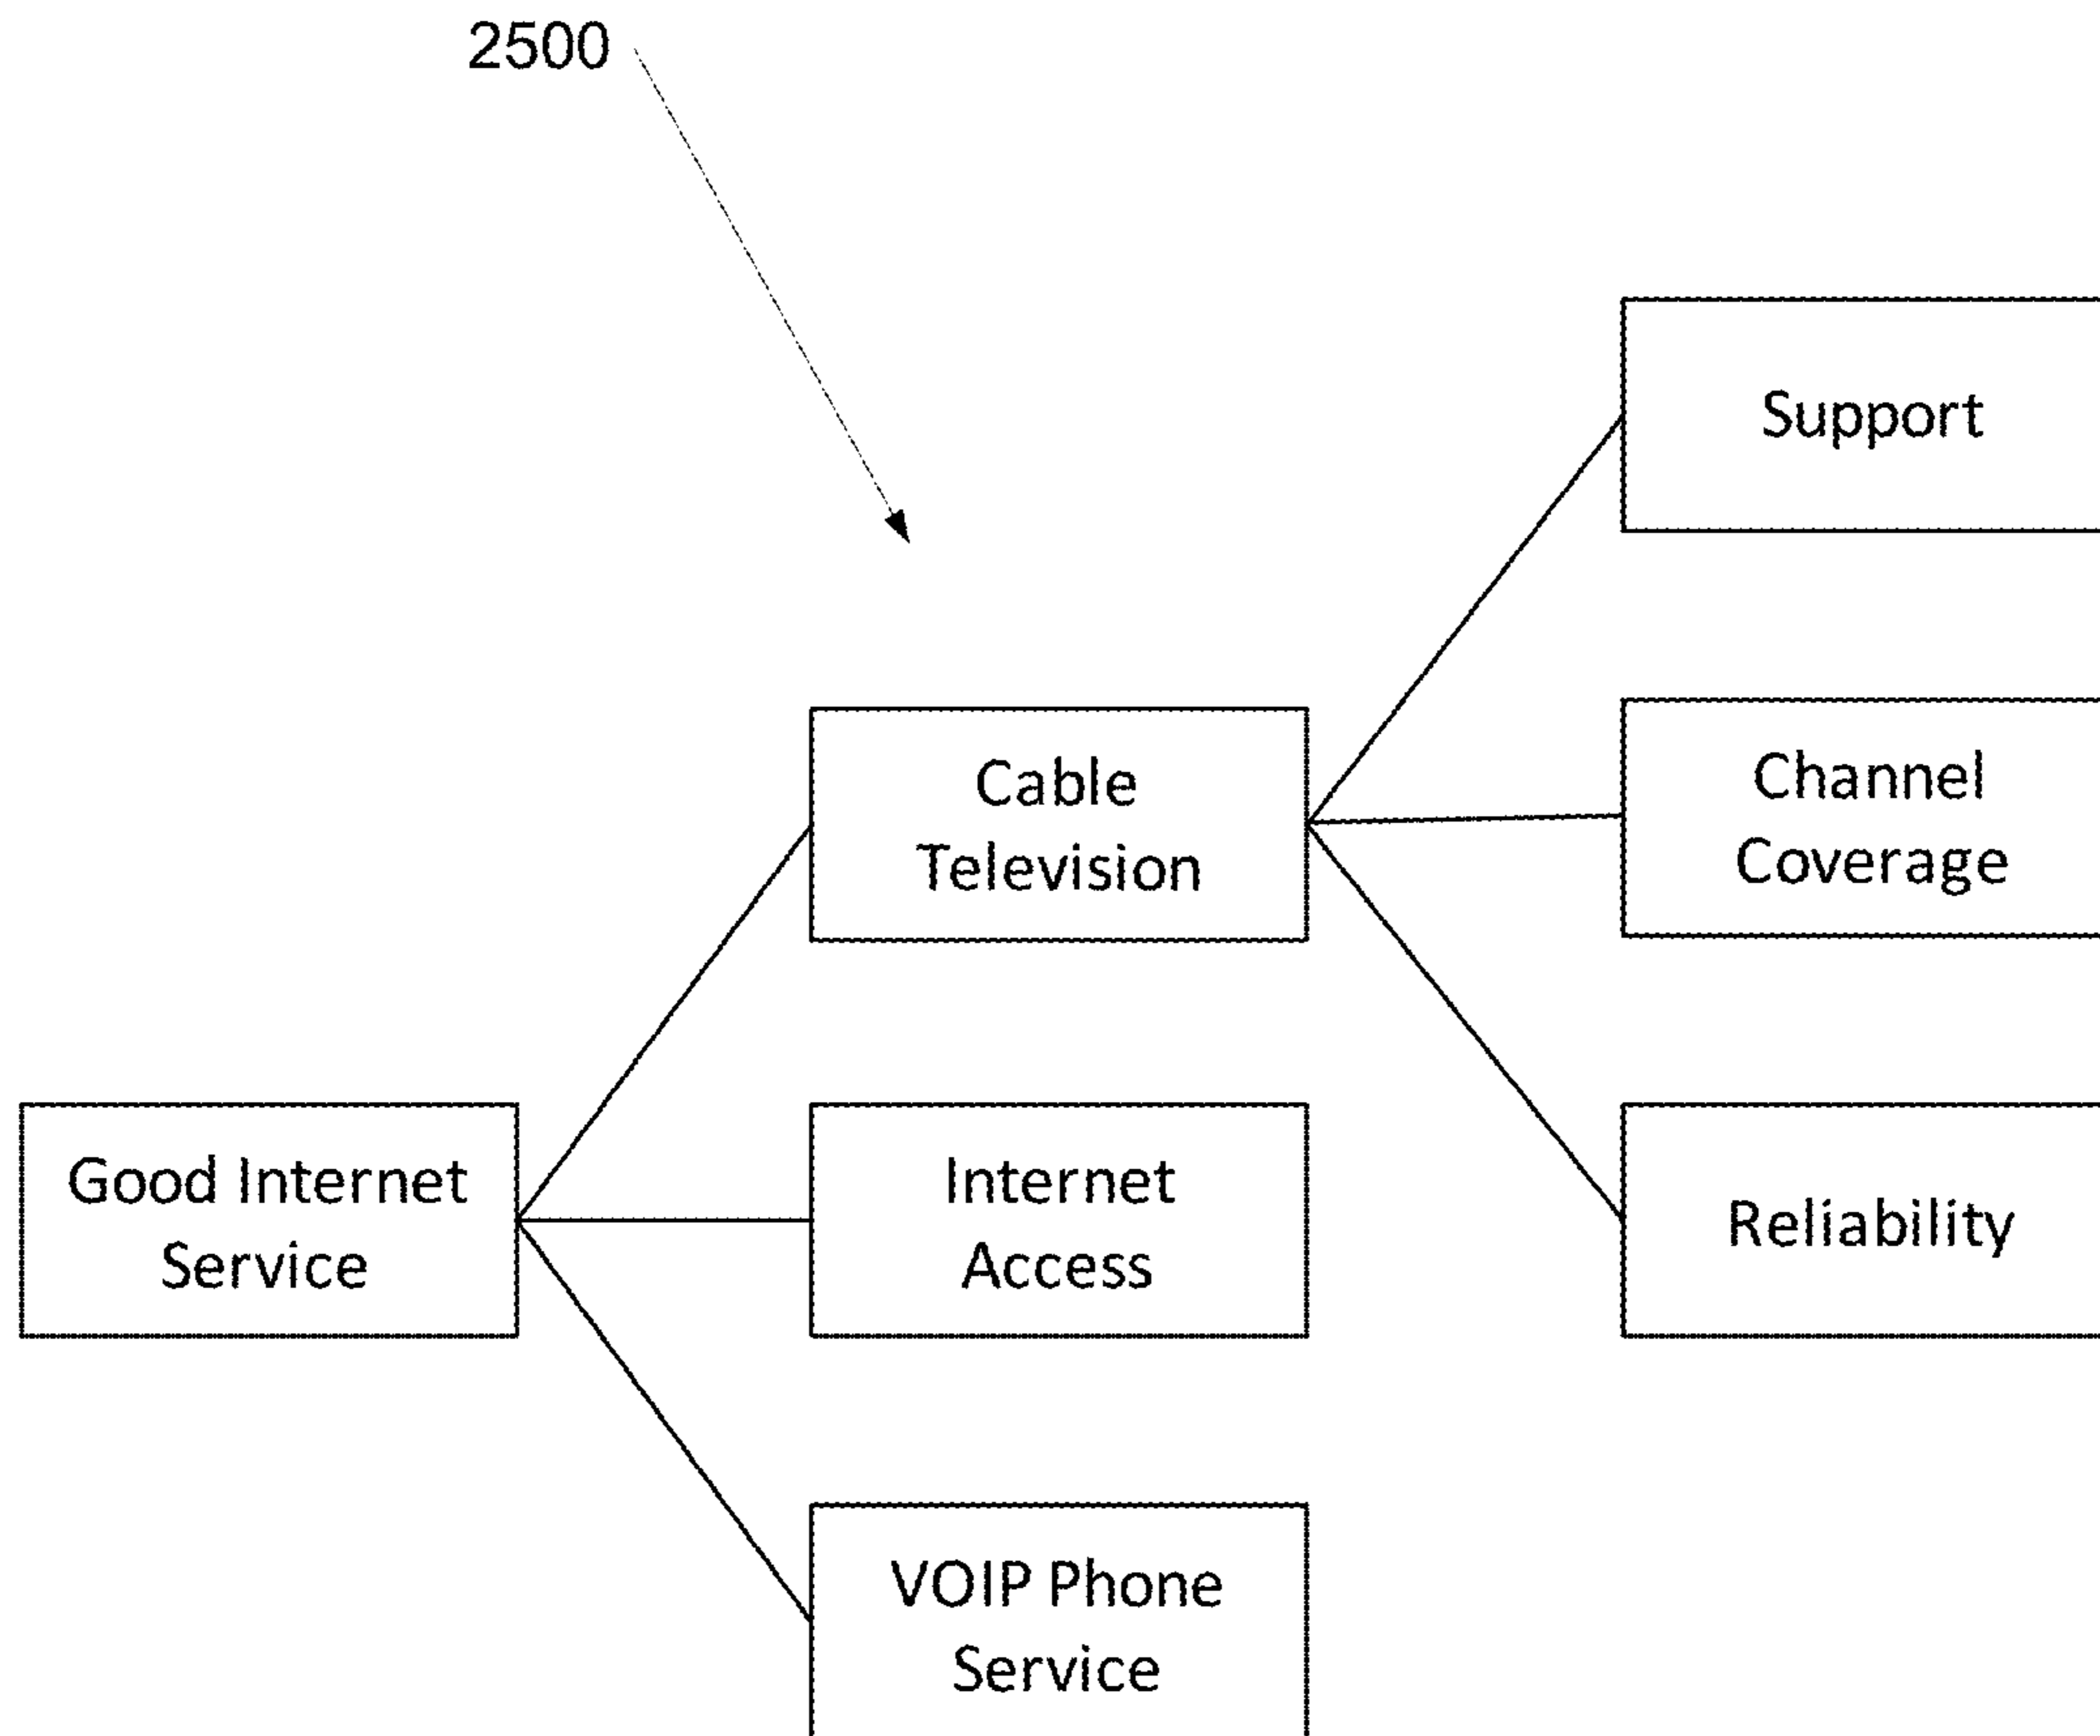 2500
Support
Cable
Television
Channel
Coverage
Good Internet
Service
Internet
Access
Reliability
VOIP Phone
Service